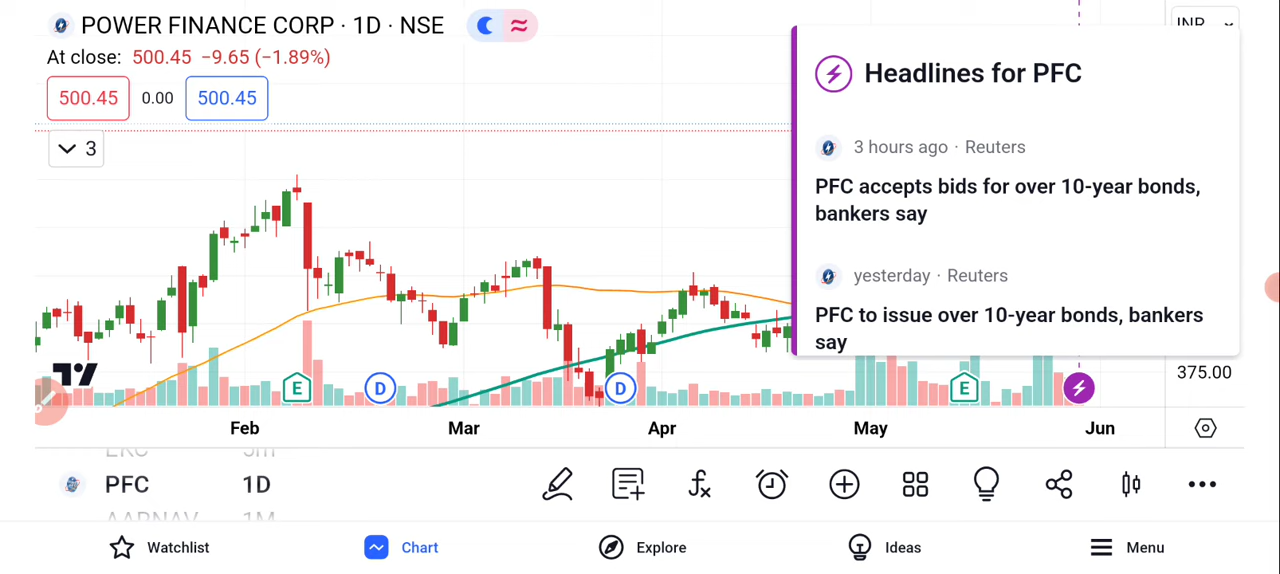 POWER FINANCE CORP · 1D · NSE
INR
At close: 500.45 −9.65 (−1.89%)
500.45 0.00 500.45
3
Headlines for PFC
3 hours ago · Reuters
PFC accepts bids for over 10-year bonds,
bankers say
yesterday · Reuters
PFC to issue over 10-year bonds, bankers
say
375.00
E D D E
Feb Mar Apr May Jun
PFC 1D
Watchlist Chart Explore Ideas Menu